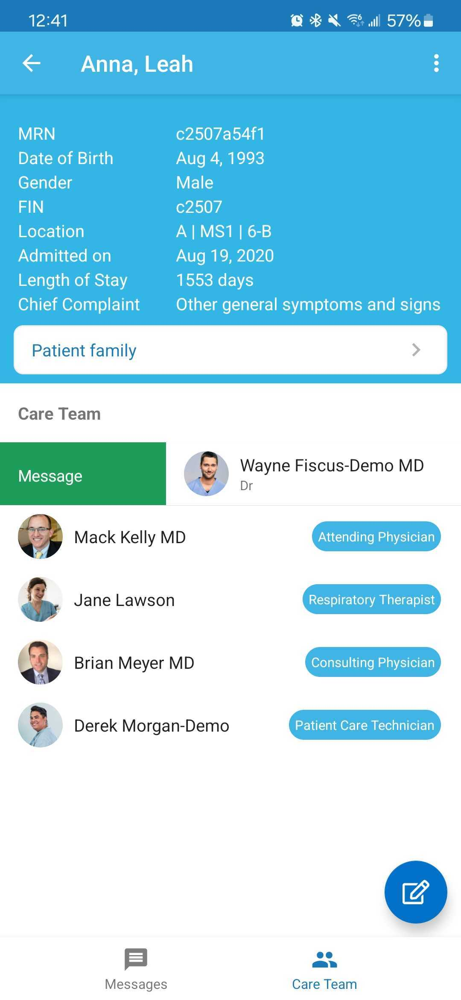 12:41 57%
Anna, Leah
MRN c2507a54f1
Date of Birth Aug 4, 1993
Gender Male
FIN c2507
Location A | MS1 | 6-B
Admitted on Aug 19, 2020
Length of Stay 1553 days
Chief Complaint Other general symptoms and signs
Patient family
Care Team
Message Wayne Fiscus-Demo MD
Dr
Mack Kelly MD Attending Physician
Jane Lawson Respiratory Therapist
Brian Meyer MD Consulting Physician
Derek Morgan-Demo Patient Care Technician
Messages Care Team